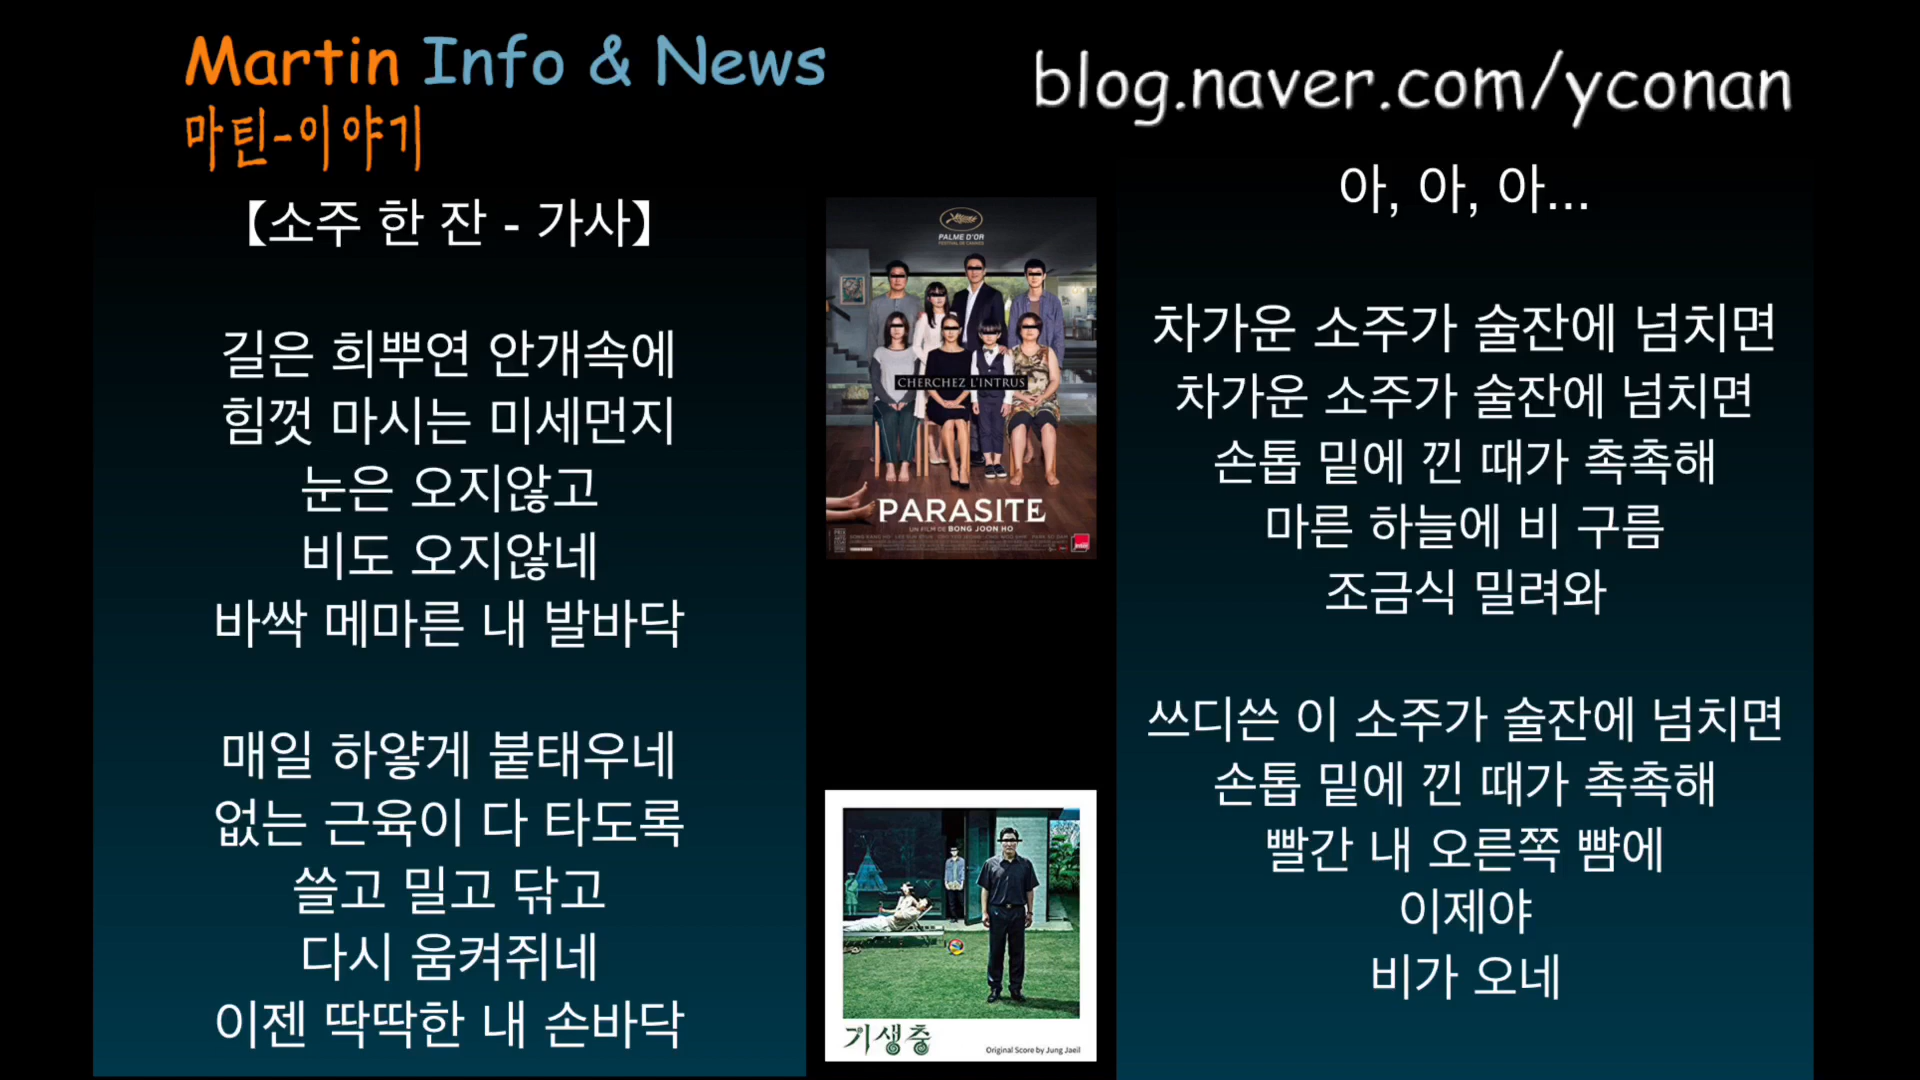 Martin Info & News
마틴-이야기
blog.naver.com/yconan
【소주 한 잔 - 가사】
길은 희뿌연 안개속에
힘껏 마시는 미세먼지
눈은 오지않고
비도 오지않네
바싹 메마른 내 발바닥
매일 하얗게 붙태우네
없는 근육이 다 타도록
쓸고 밀고 닦고
다시 움켜쥐네
이젠 딱딱한 내 손바닥
PALME D'OR
FESTIVAL DE CANNES
CHERCHEZ L'INTRUS
PARASITE
UN FILM DE BONG JOON HO
기생충
Original Score by Jung Jaeil
아, 아, 아...
차가운 소주가 술잔에 넘치면
차가운 소주가 술잔에 넘치면
손톱 밑에 낀 때가 촉촉해
마른 하늘에 비 구름
조금식 밀려와
쓰디쓴 이 소주가 술잔에 넘치면
손톱 밑에 낀 때가 촉촉해
빨간 내 오른쪽 뺨에
이제야
비가 오네